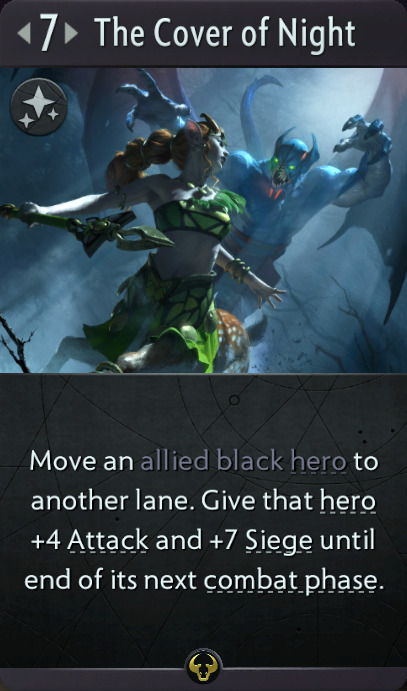 7 The Cover of Night
Move an allied black hero to
another lane. Give that hero
+4 Attack and +7 Siege until
end of its next combat phase.